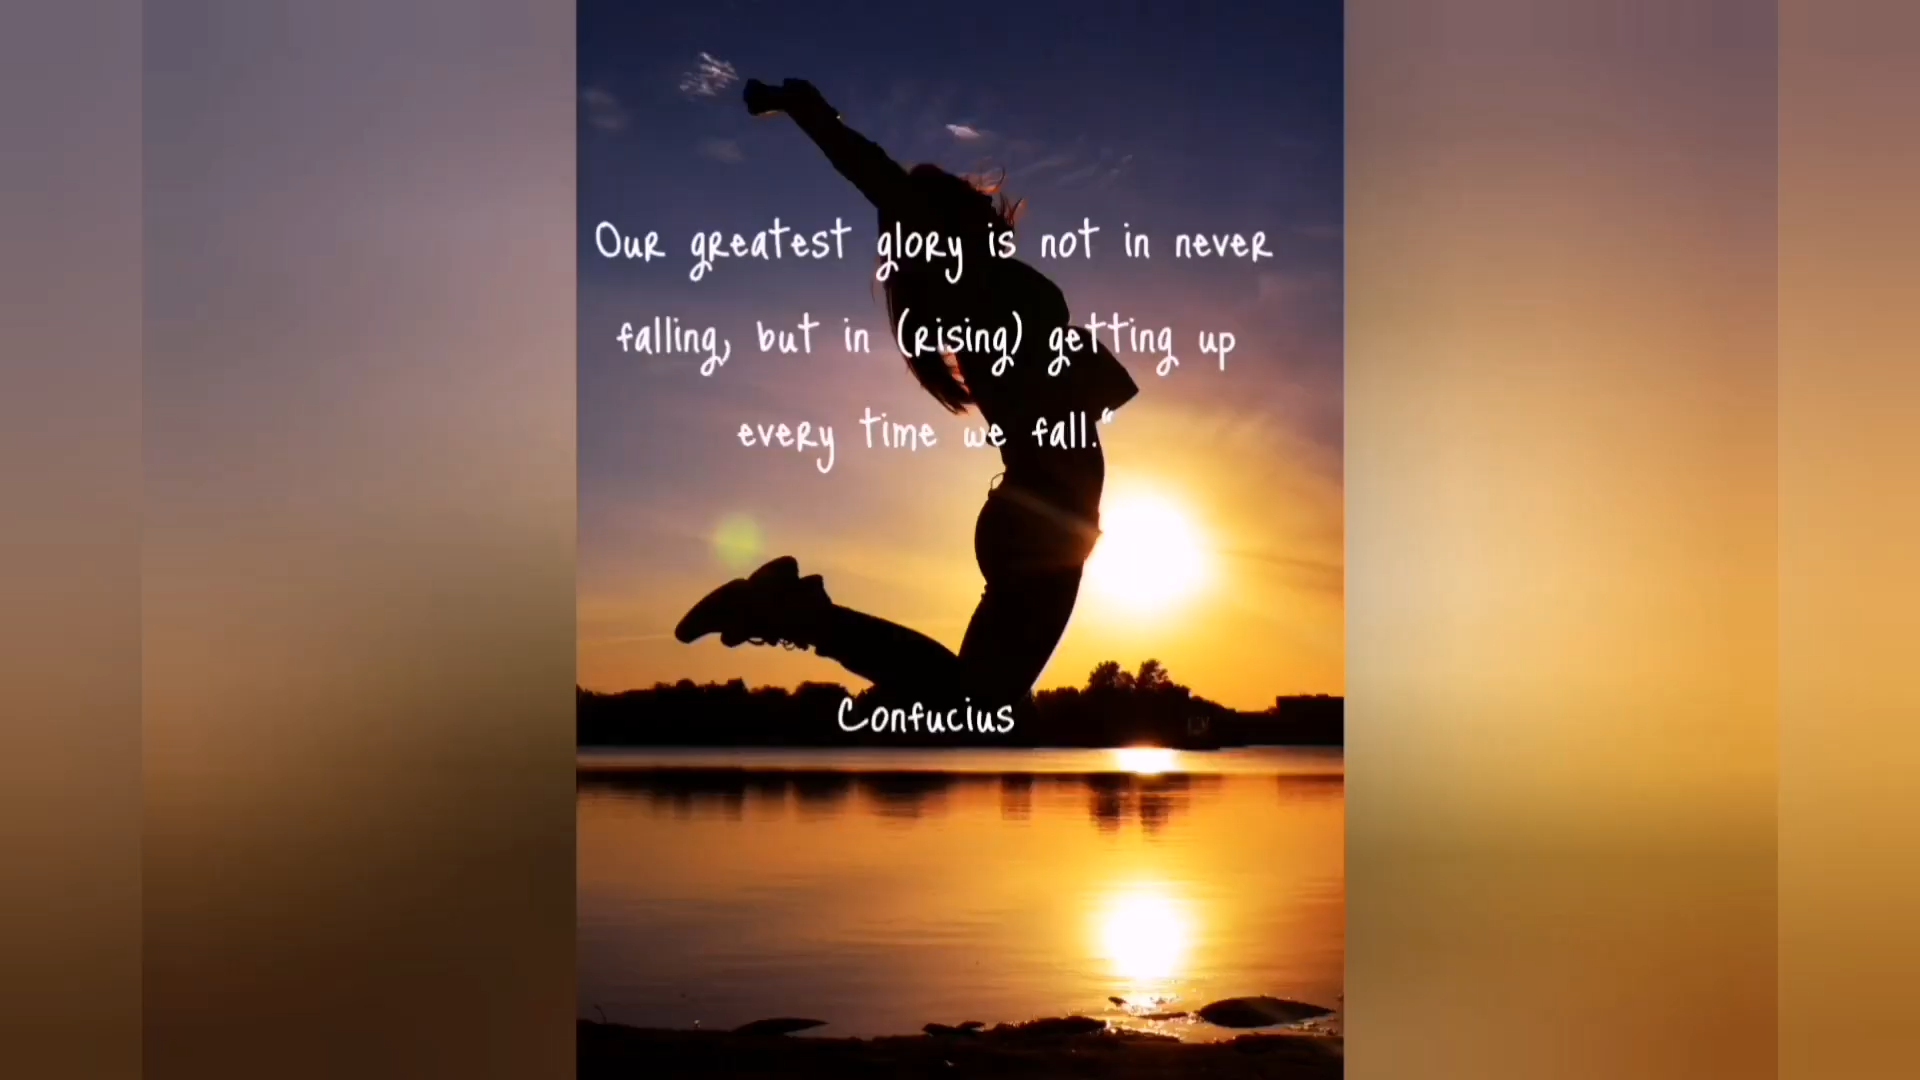 Our greatest glory is not in never
falling, but in (rising) getting up
every time we fall.“
Confucius